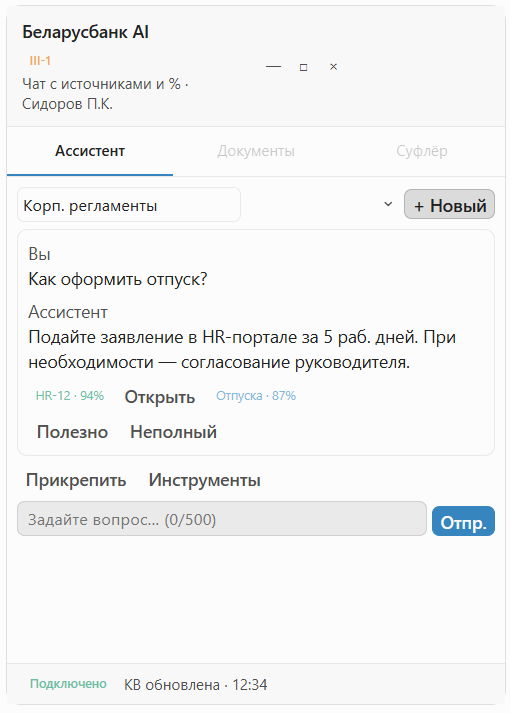 Беларусбанк AI
III-1
Чат с источниками и % ·
Сидоров П.К.
Ассистент Документы Суфлёр
Корп. регламенты + Новый
Вы
Как оформить отпуск?
Ассистент
Подайте заявление в HR-портале за 5 раб. дней. При
необходимости — согласование руководителя.
HR-12 · 94% Открыть Отпуска · 87%
Полезно Неполный
Прикрепить Инструменты
Задайте вопрос... (0/500) Отпр.
Подключено КВ обновлена · 12:34